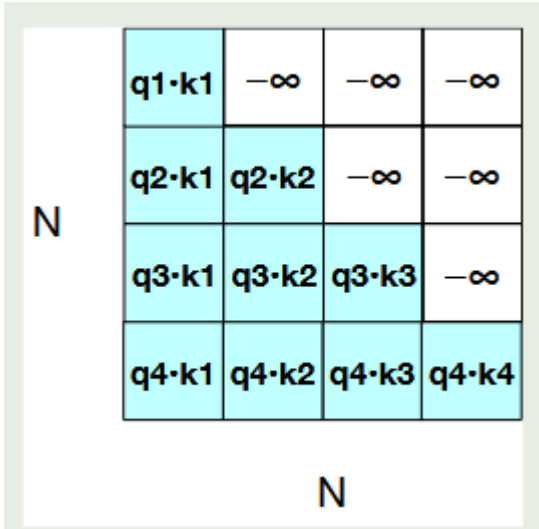 q1·k1 −∞ −∞ −∞
q2·k1 q2·k2 −∞ −∞
N
q3·k1 q3·k2 q3·k3 −∞
q4·k1 q4·k2 q4·k3 q4·k4
N